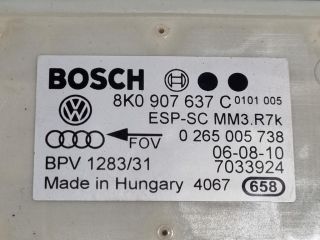 BOSCH
8K0 907 637 C 0101 005
ESP-SC MM3.R7k
FOV 0 265 005 738
06-08-10
BPV 1283/31 7033924
Made in Hungary 4067 658